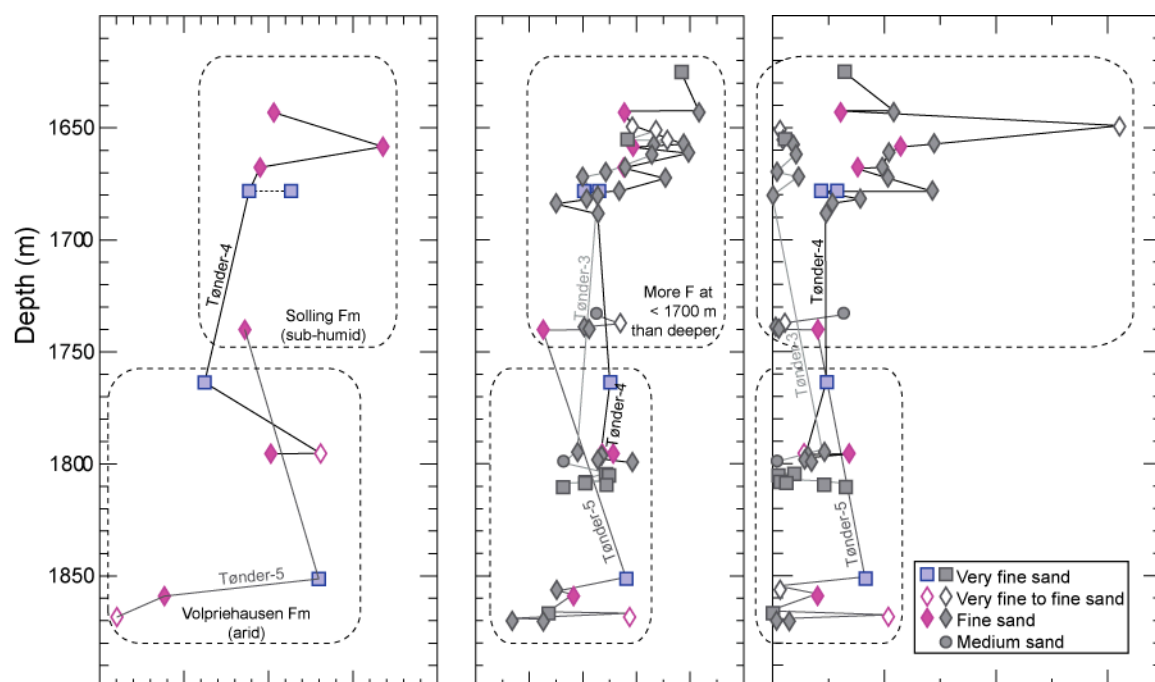 Depth (m)
1650
1700
1750
1800
1850
Tønder-4
Solling Fm
(sub-humid)
Tønder-5
Volpriehausen Fm
(arid)
Tønder-3
More F at
< 1700 m
than deeper
Tønder-4
Tønder-5
Tønder-4
Tønder-3
Tønder-5
Very fine sand
Very fine to fine sand
Fine sand
Medium sand